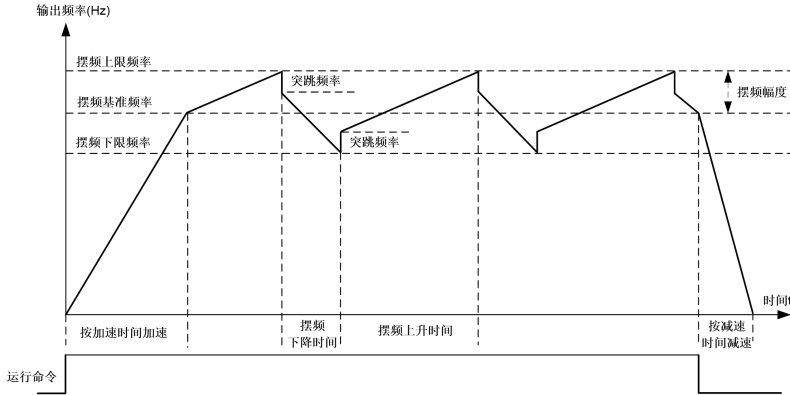 输出频率(Hz)
摆频上限频率
突跳频率
摆频幅度
摆频基准频率
摆频下限频率
突跳频率
时间t
按加速时间加速
摆频
下降时间
摆频上升时间
按减速
时间减速
运行命令